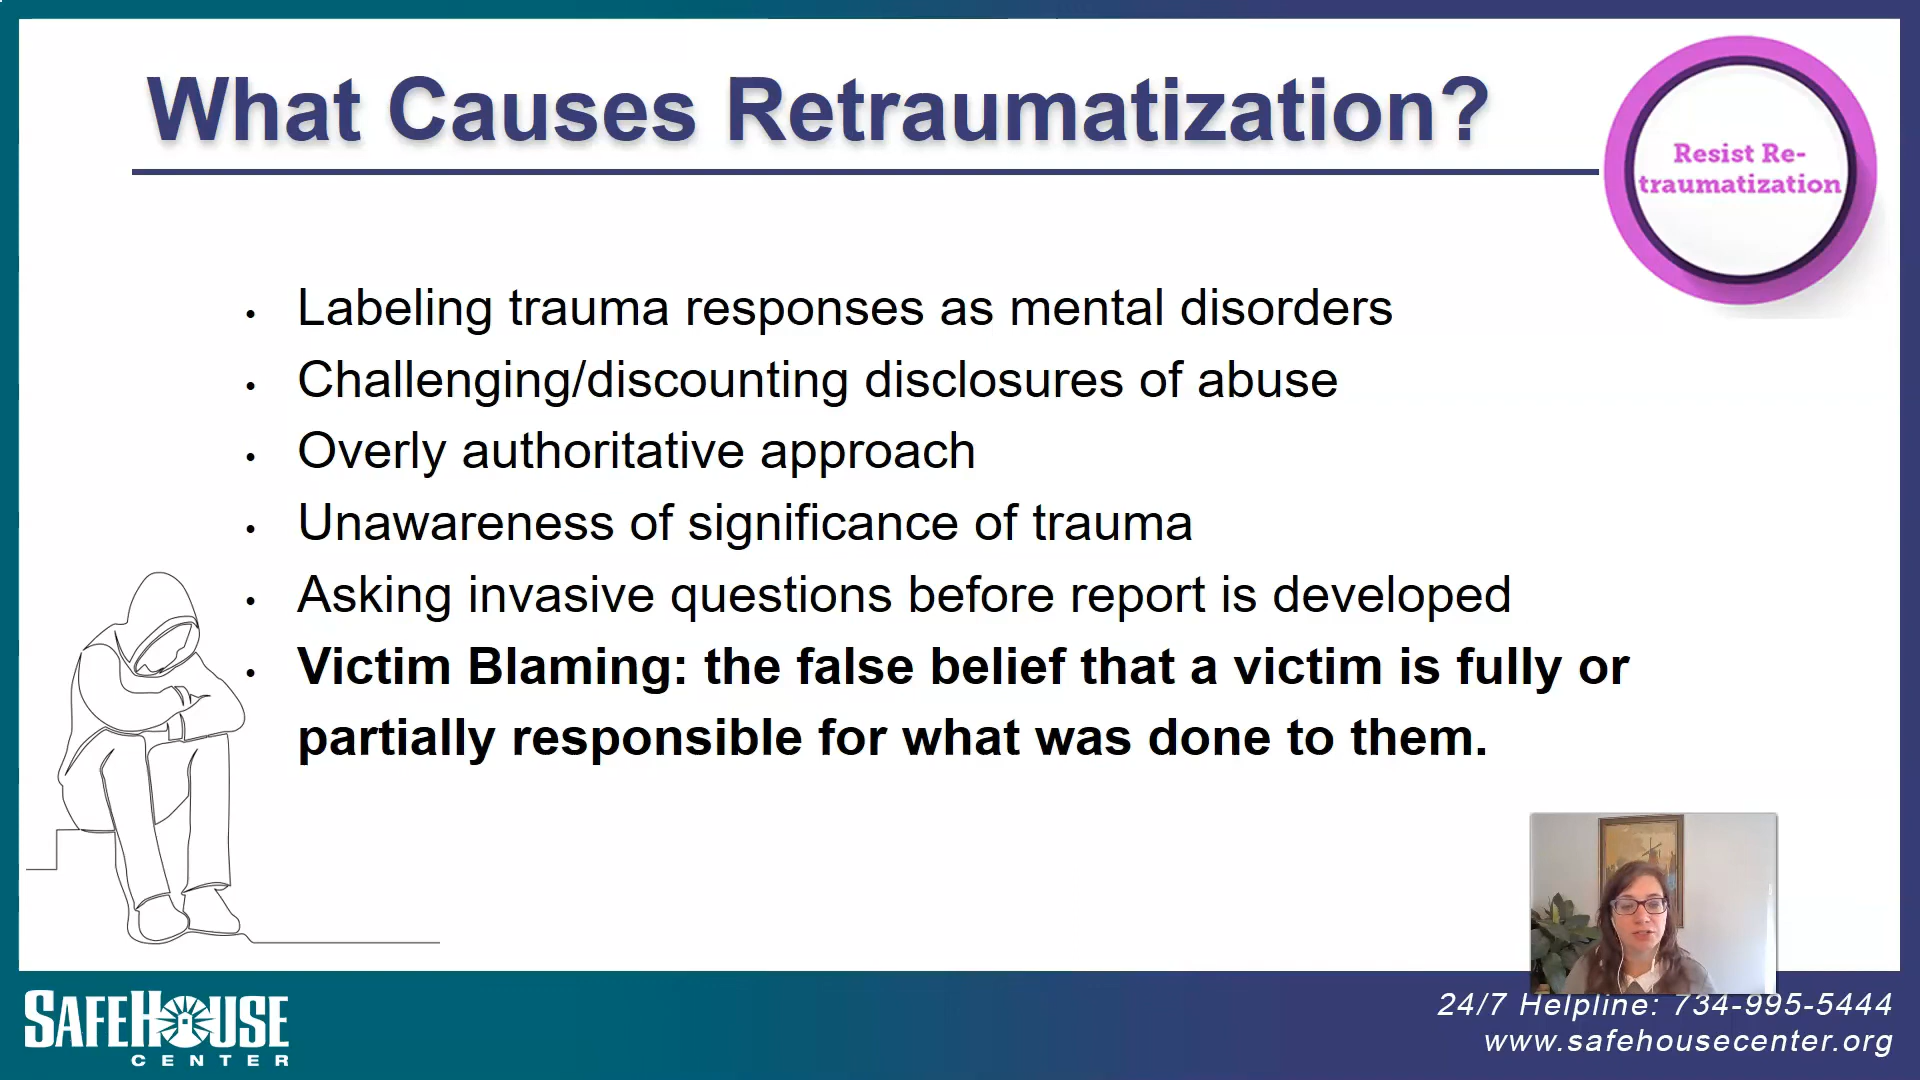 What Causes Retraumatization?
Resist Re-
traumatization
• Labeling trauma responses as mental disorders
• Challenging/discounting disclosures of abuse
• Overly authoritative approach
• Unawareness of significance of trauma
• Asking invasive questions before report is developed
• Victim Blaming: the false belief that a victim is fully or
partially responsible for what was done to them.
SAFEHOUSE
CENTER
24/7 Helpline: 734-995-5444
www.safehousecenter.org